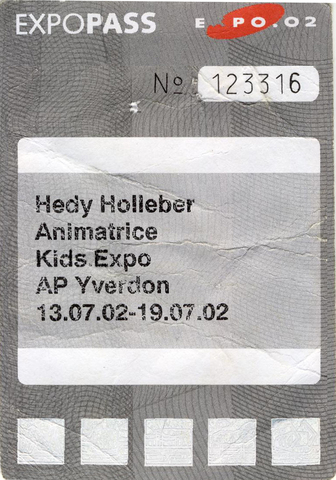 EXPOPASS EXPO.02
No 123316
Hedy Holleber
Animatrice
Kids Expo
AP Yverdon
13.07.02-19.07.02